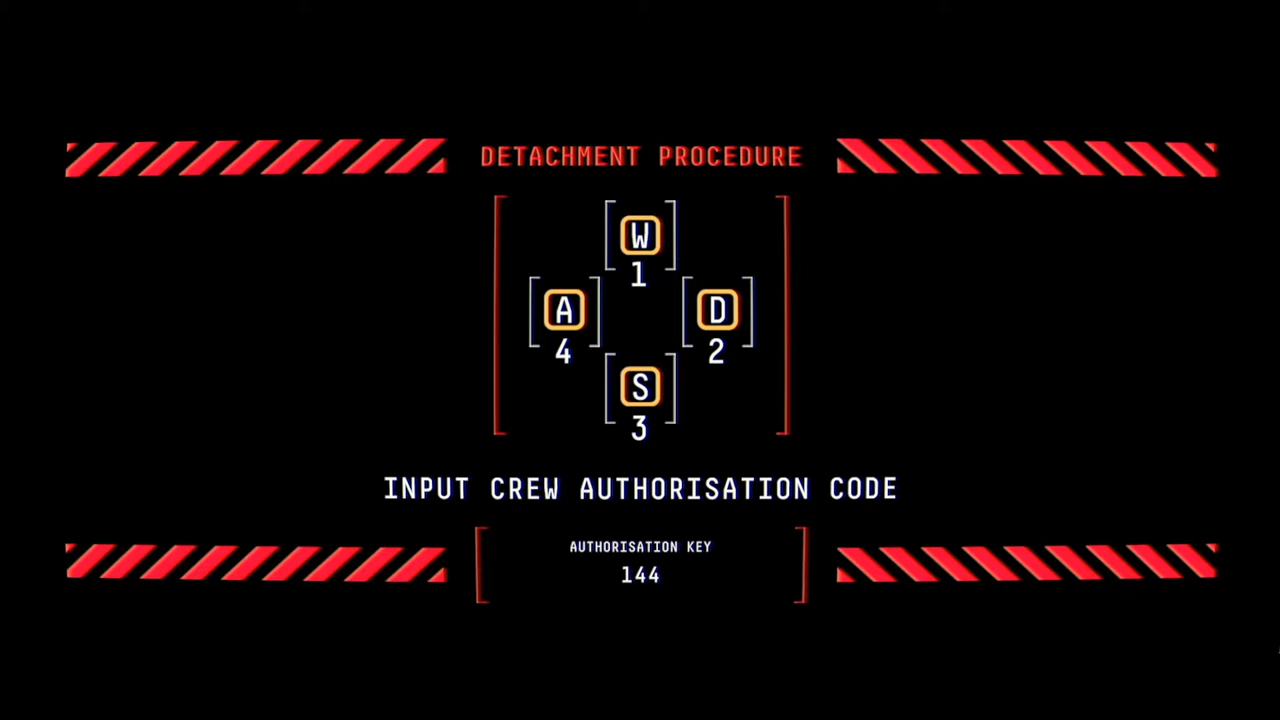 DETACHMENT PROCEDURE
W
1
A
D
4
2
S
3
INPUT CREW AUTHORISATION CODE
AUTHORISATION KEY
144